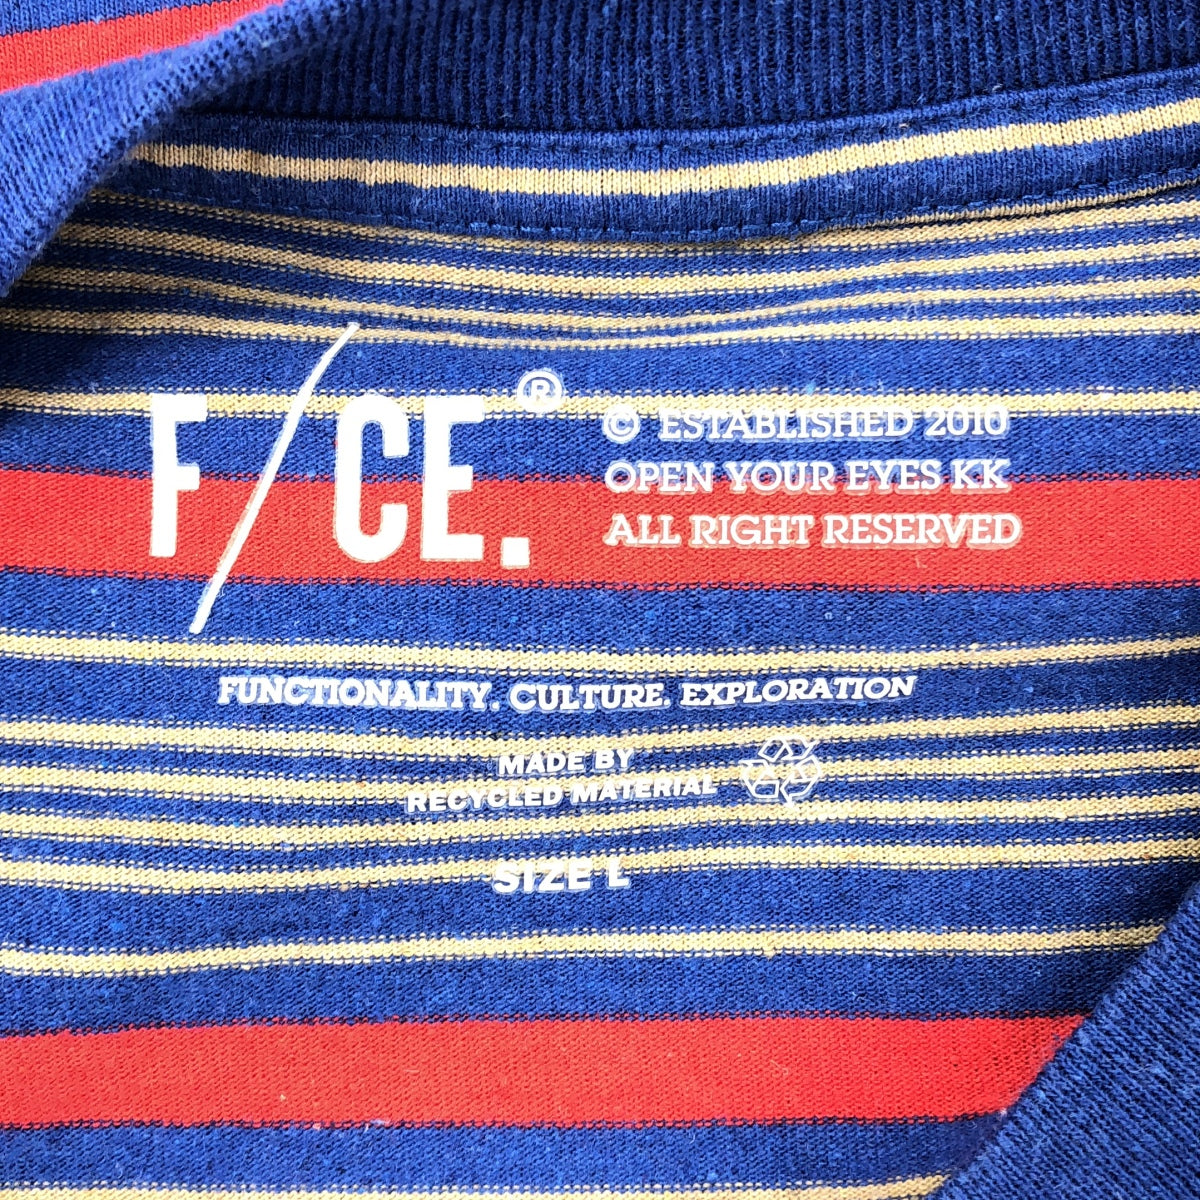 F/CE.®
© ESTABLISHED 2010
OPEN YOUR EYES KK
ALL RIGHT RESERVED
FUNCTIONALITY. CULTURE. EXPLORATION
MADE BY
RECYCLED MATERIAL
SIZE L